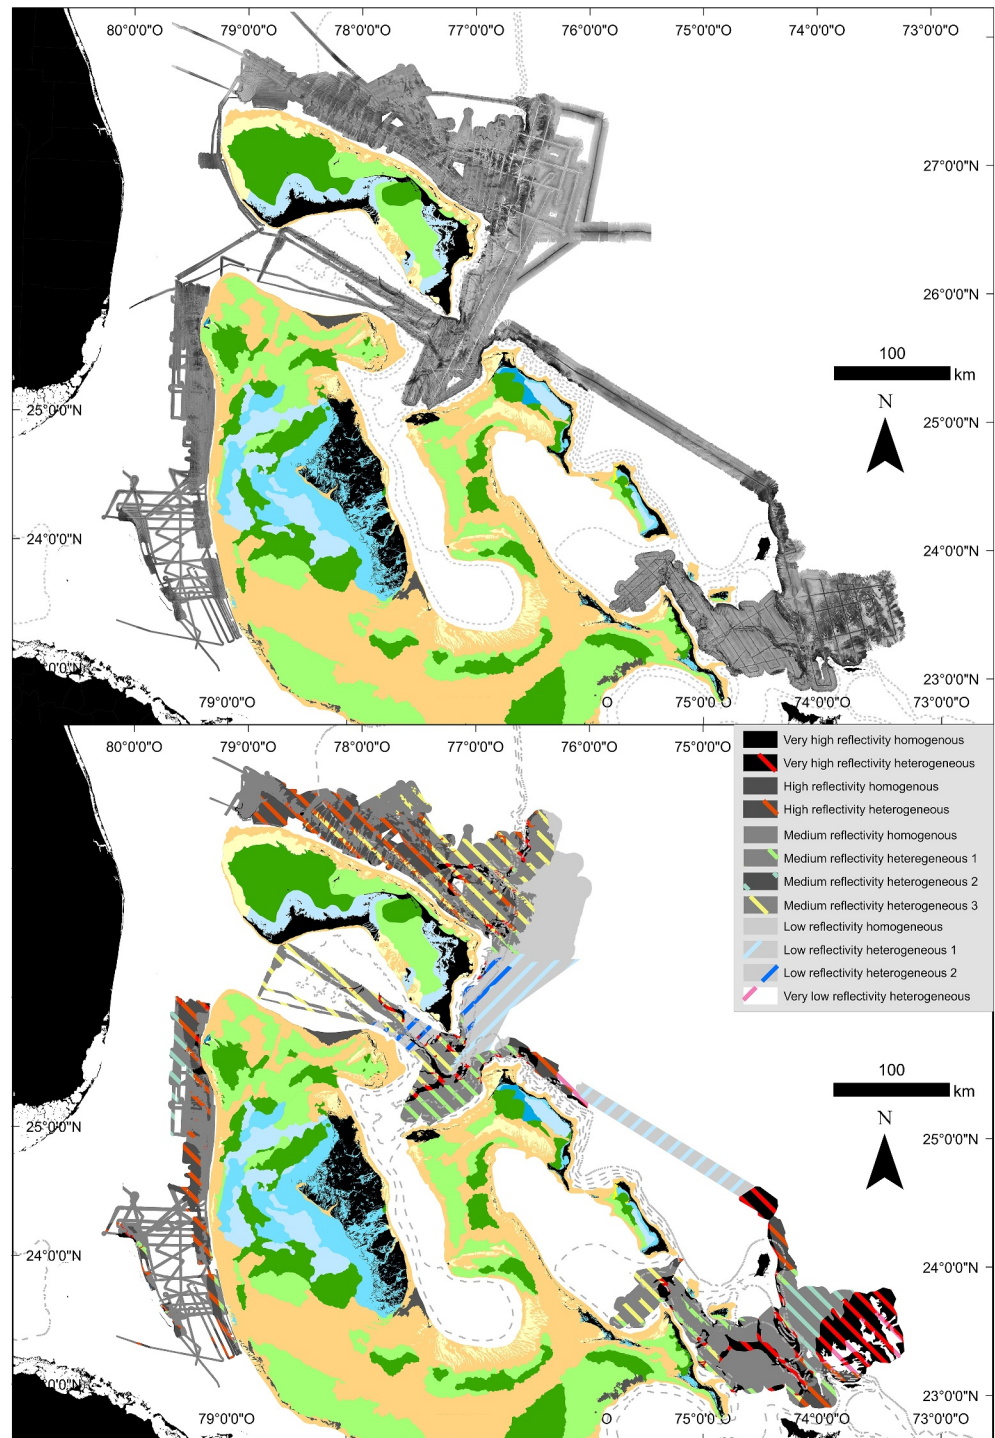 80°0'0"O 79°0'0"O 78°0'0"O 77°0'0"O 76°0'0"O 75°0'0"O 74°0'0"O 73°0'0"O
27°0'0"N
26°0'0"N
100
km
N
25°0'0"N 25°0'0"N
24°0'0"N 24°0'0"N
0'0"N 23°0'0"N
79°0'0"O O 75°0'0"O 74°0'0"O 73°0'0"O
80°0'0"O 79°0'0"O 78°0'0"O 77°0'0"O 76°0'0"O 75°0'0"O
Very high reflectivity homogenous
Very high reflectivity heterogeneous
High reflectivity homogenous
High reflectivity heterogeneous
Medium reflectivity homogenous
Medium reflectivity heterogeneous 1
Medium reflectivity heterogeneous 2
Medium reflectivity heterogeneous 3
Low reflectivity homogeneous
Low reflectivity heterogeneous 1
Low reflectivity heterogeneous 2
Very low reflectivity heterogeneous
100
km
N
25°0'0"N 25°0'0"N
24°0'0"N 24°0'0"N
0'0"N 23°0'0"N
79°0'0"O O 75°0'0"O 74°0'0"O 73°0'0"O